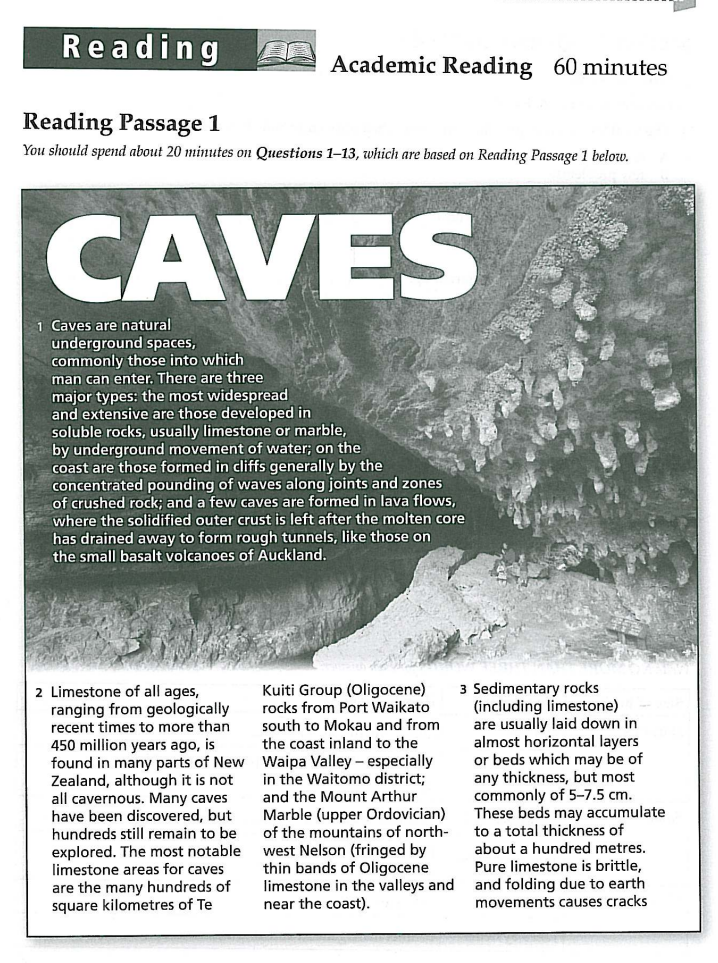 Reading
Academic Reading 60 minutes
Reading Passage 1
You should spend about 20 minutes on Questions 1–13, which are based on Reading Passage 1 below.
CAVES
1 Caves are natural
underground spaces,
commonly those into which
man can enter. There are three
major types: the most widespread
and extensive are those developed in
soluble rocks, usually limestone or marble,
by underground movement of water; on the
coast are those formed in cliffs generally by the
concentrated pounding of waves along joints and zones
of crushed rock; and a few caves are formed in lava flows,
where the solidified outer crust is left after the molten core
has drained away to form rough tunnels, like those on
the small basalt volcanoes of Auckland.
2 Limestone of all ages,
ranging from geologically
recent times to more than
450 million years ago, is
found in many parts of New
Zealand, although it is not
all cavernous. Many caves
have been discovered, but
hundreds still remain to be
explored. The most notable
limestone areas for caves
are the many hundreds of
square kilometres of Te
Kuiti Group (Oligocene)
rocks from Port Waikato
south to Mokau and from
the coast inland to the
Waipa Valley – especially
in the Waitomo district;
and the Mount Arthur
Marble (upper Ordovician)
of the mountains of north-
west Nelson (fringed by
thin bands of Oligocene
limestone in the valleys and
near the coast).
3 Sedimentary rocks
(including limestone)
are usually laid down in
almost horizontal layers
or beds which may be of
any thickness, but most
commonly of 5–7.5 cm.
These beds may accumulate
to a total thickness of
about a hundred metres.
Pure limestone is brittle,
and folding due to earth
movements causes cracks